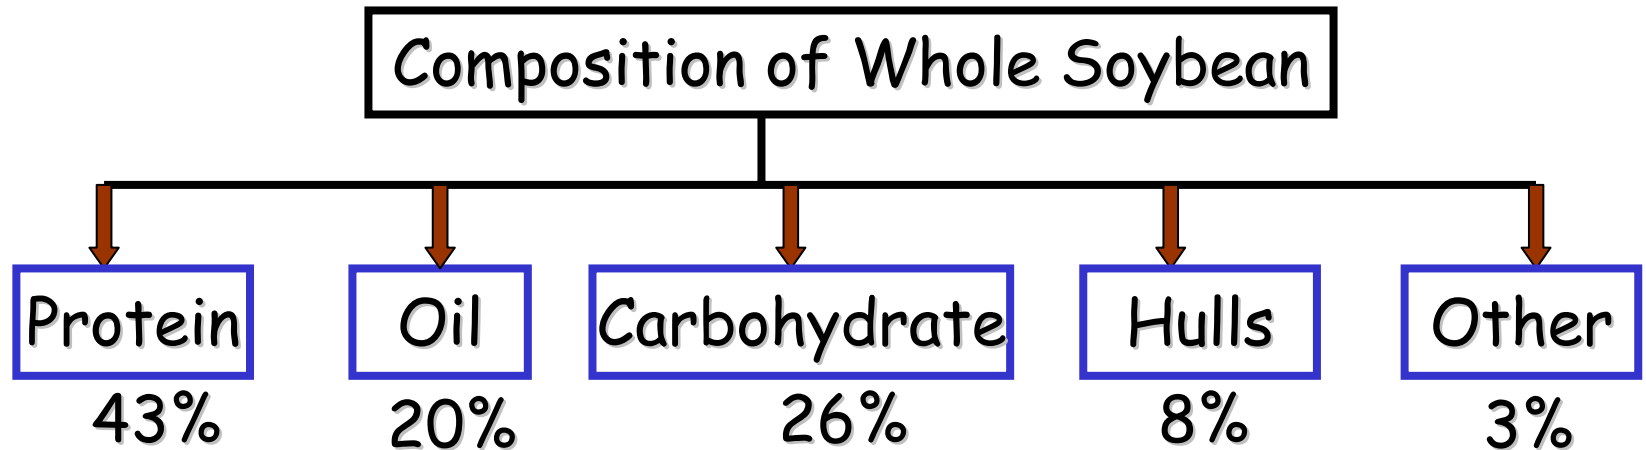 Composition of Whole Soybean
Protein
Oil
Carbohydrate
Hulls
Other
43%
20%
26%
8%
3%